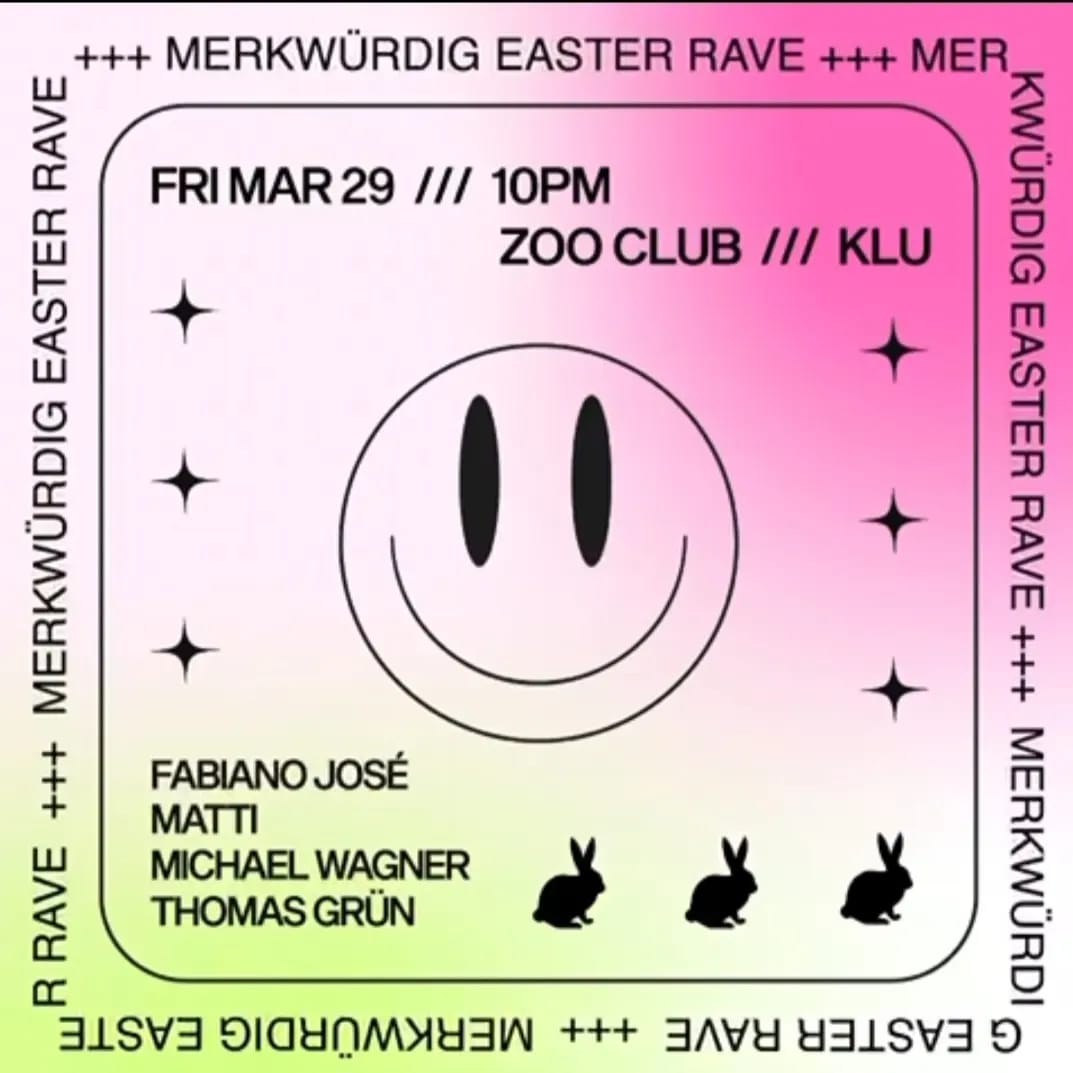 +++ MERKWÜRDIG EASTER RAVE +++ MER
KWÜRDIG EASTER RAVE +++ MERKWÜRDI
G EASTER RAVE +++ MERKWÜRDIG EASTE
R RAVE +++ MERKWÜRDIG EASTER RAVE
FRI MAR 29 /// 10PM
ZOO CLUB /// KLU
FABIANO JOSÉ
MATTI
MICHAEL WAGNER
THOMAS GRÜN